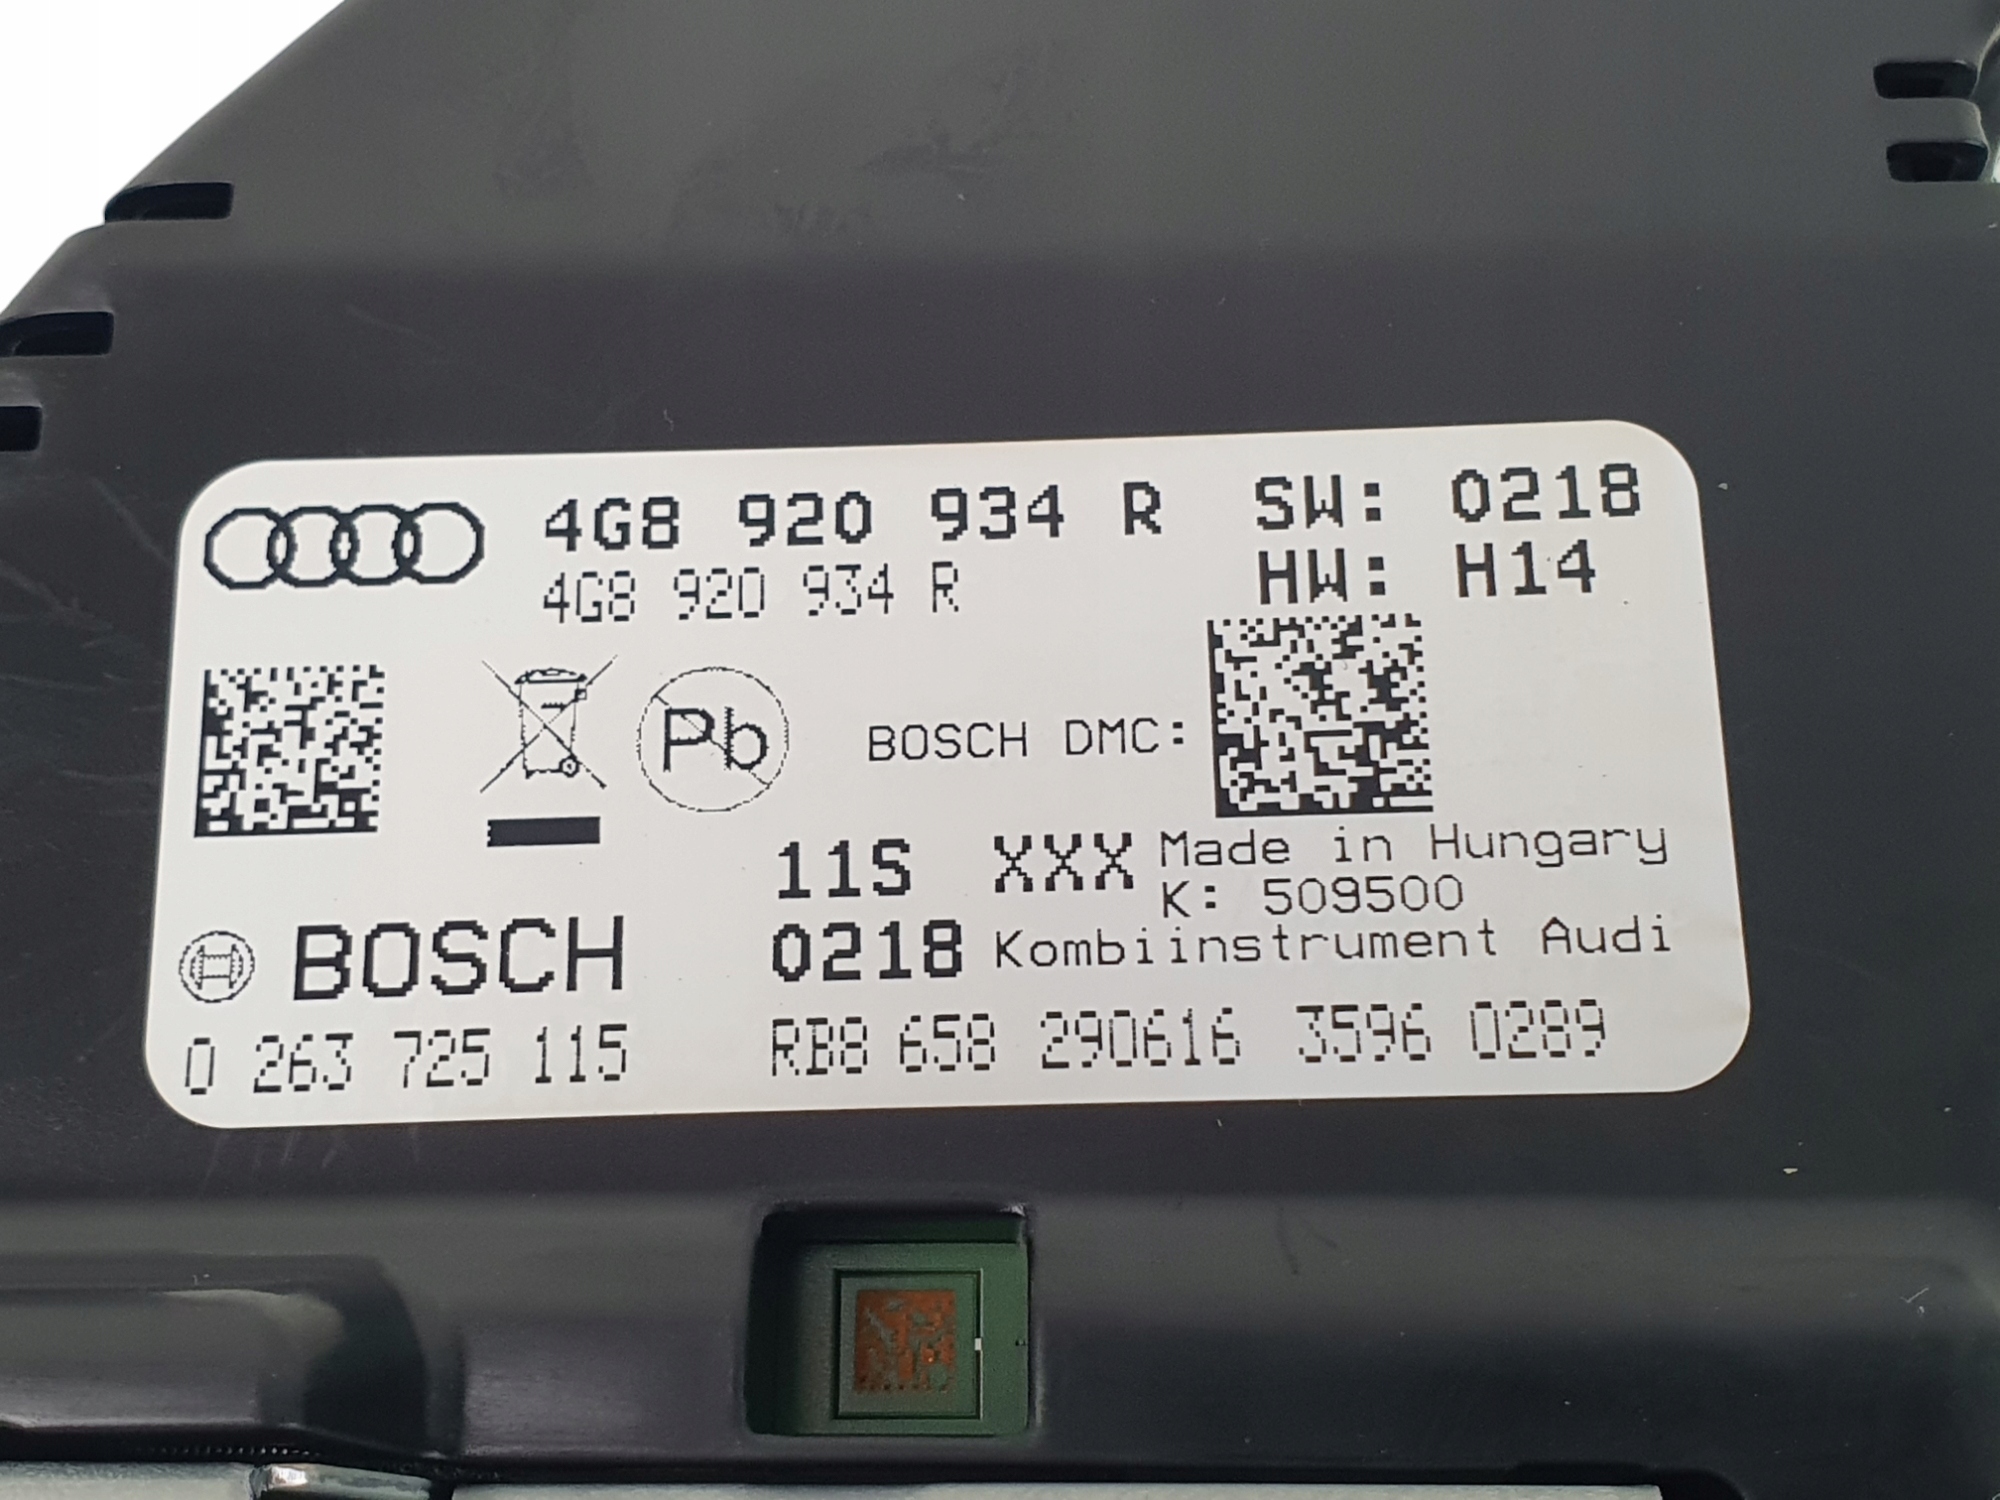 4G8 920 934 R SW: 0218
4G8 920 934 R HW: H14
Pb
BOSCH DMC:
11S XXX Made in Hungary
K: 509500
BOSCH 0218 Kombiinstrument Audi
0 263 725 115 RB8 658 290616 3596 0289